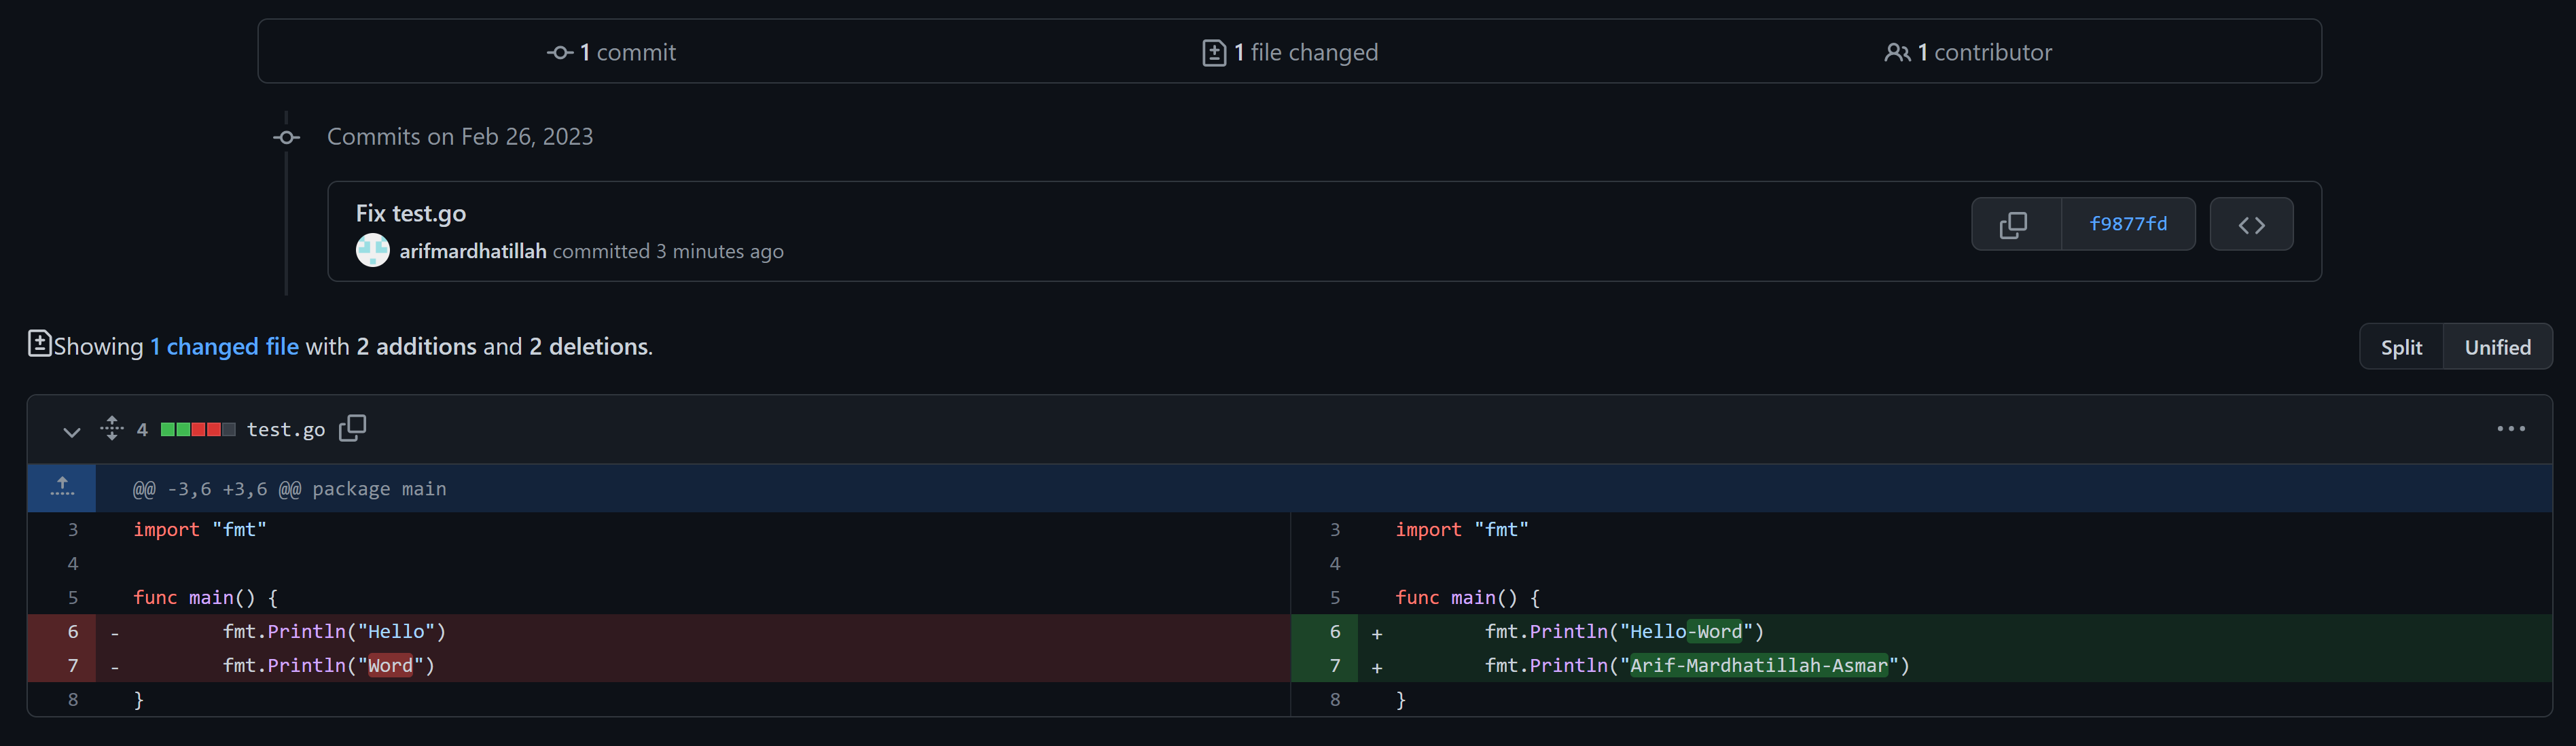 1 commit
1 file changed
1 contributor
Commits on Feb 26, 2023
Fix test.go
f9877fd
arifmardhatillah committed 3 minutes ago
Showing 1 changed file with 2 additions and 2 deletions.
Split
Unified
4 test.go
@@ -3,6 +3,6 @@ package main
3 import "fmt"
4
5 func main() {
6 - fmt.Println("Hello")
7 - fmt.Println("Word")
8 }
3 import "fmt"
4
5 func main() {
6 + fmt.Println("Hello-Word")
7 + fmt.Println("Arif-Mardhatillah-Asmar")
8 }